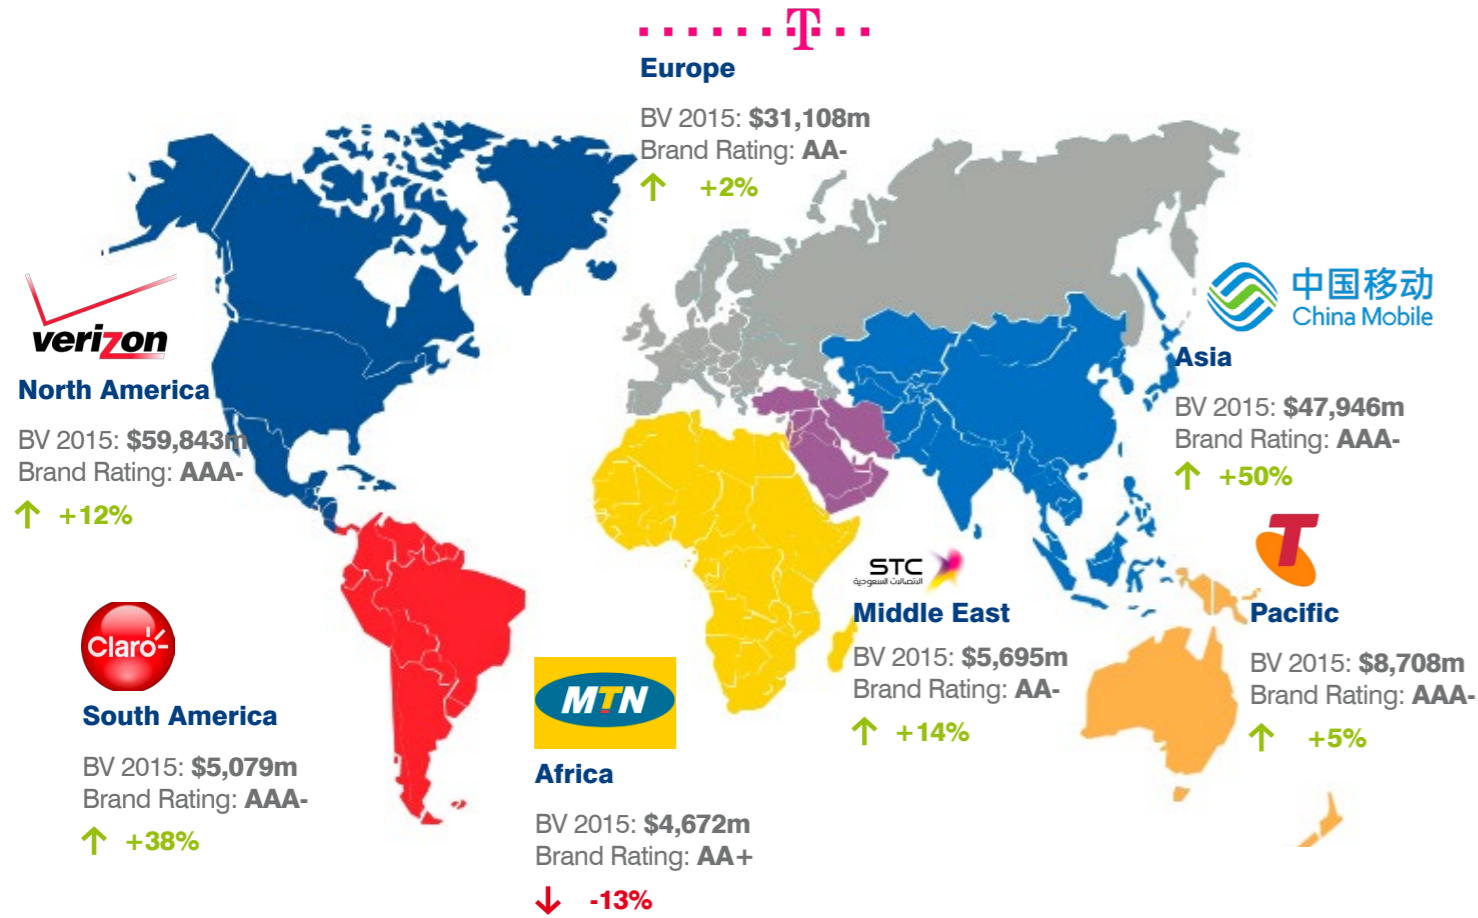 T
Europe
BV 2015: $31,108m
Brand Rating: AA-
+2%
verizon
North America
BV 2015: $59,843m
Brand Rating: AAA-
+12%
中国移动
China Mobile
Asia
BV 2015: $47,946m
Brand Rating: AAA-
+50%
Claro
South America
BV 2015: $5,079m
Brand Rating: AAA-
+38%
MTN
Africa
BV 2015: $4,672m
Brand Rating: AA+
-13%
STC
الاتصالات السعودية
Middle East
BV 2015: $5,695m
Brand Rating: AA-
+14%
T
Pacific
BV 2015: $8,708m
Brand Rating: AAA-
+5%